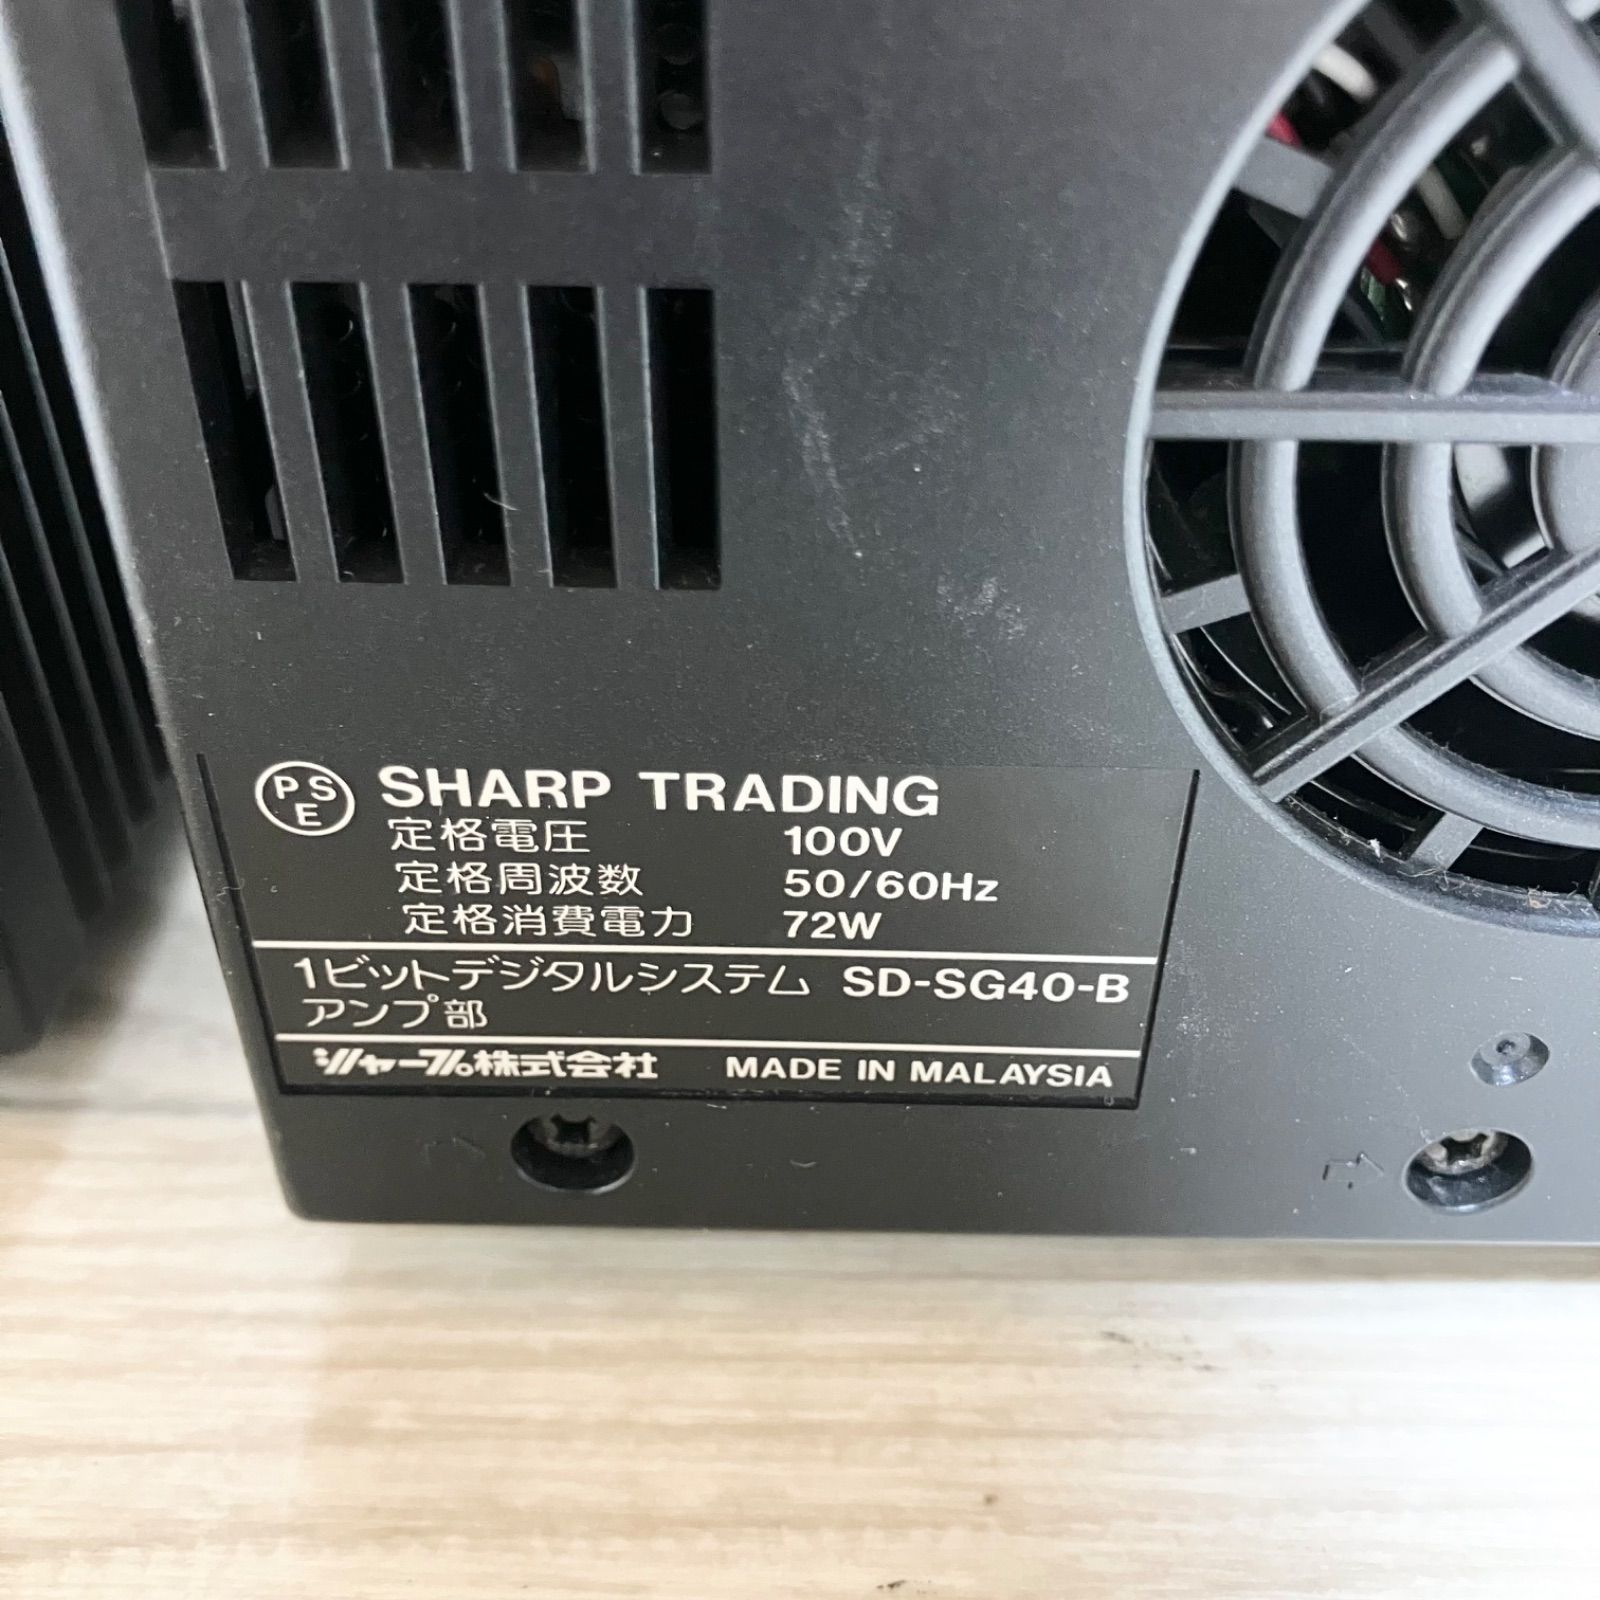 PSE SHARP TRADING
定格電圧 100V
定格周波数 50/60Hz
定格消費電力 72W
1ビットデジタルシステム SD-SG40-B
アンプ部
シャープ株式会社 MADE IN MALAYSIA